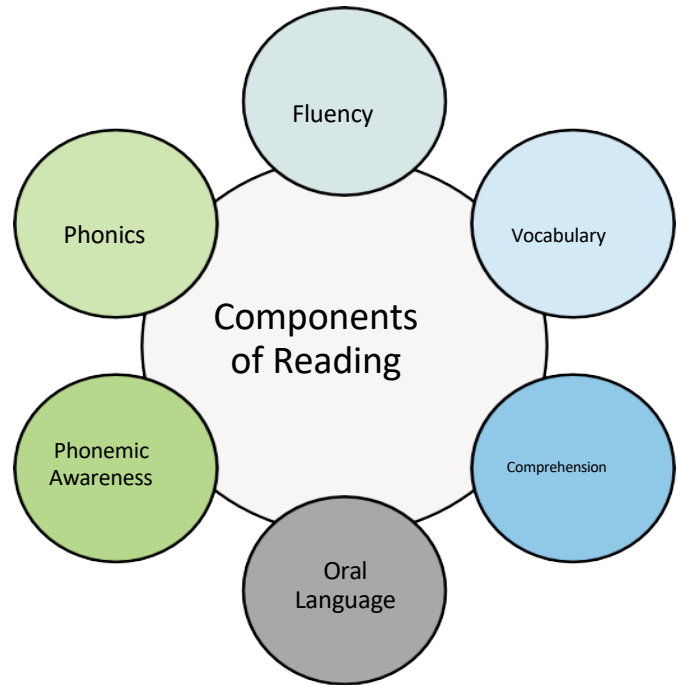 Fluency
Phonics
Vocabulary
Components
of Reading
Phonemic
Awareness
Comprehension
Oral
Language